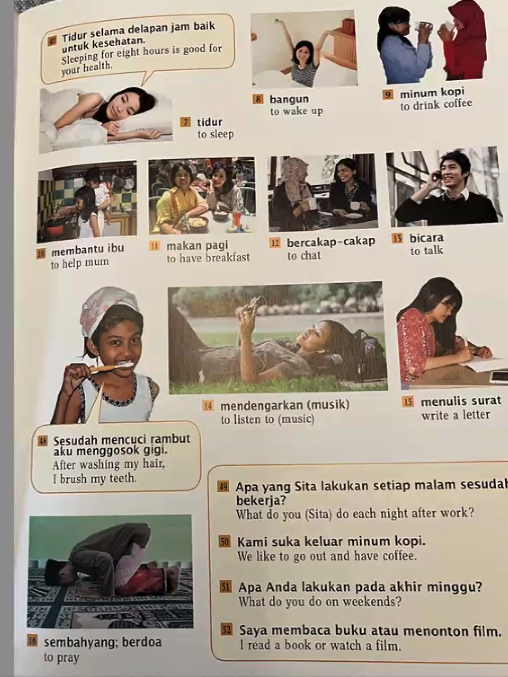 47 Tidur selama delapan jam baik
untuk kesehatan.
Sleeping for eight hours is good for
your health.
7 tidur
to sleep
8 bangun
to wake up
9 minum kopi
to drink coffee
10 membantu ibu
to help mum
11 makan pagi
to have breakfast
12 bercakap-cakap
to chat
13 bicara
to talk
14 mendengarkan (musik)
to listen to (music)
15 menulis surat
write a letter
48 Sesudah mencuci rambut
aku menggosok gigi.
After washing my hair,
I brush my teeth.
16 sembahyang; berdoa
to pray
49 Apa yang Sita lakukan setiap malam sesudah
bekerja?
What do you (Sita) do each night after work?
50 Kami suka keluar minum kopi.
We like to go out and have coffee.
51 Apa Anda lakukan pada akhir minggu?
What do you do on weekends?
52 Saya membaca buku atau menonton film.
I read a book or watch a film.